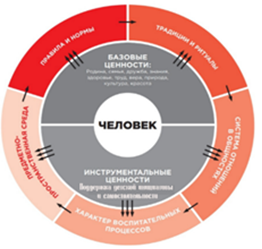 ПРАВИЛА И НОРМЫ
ТРАДИЦИИ И РИТУАЛЫ
БАЗОВЫЕ
ЦЕННОСТИ:
Родина, семья, дружба, знания,
здоровье, труд, вера, природа,
культура, красота
ЧЕЛОВЕК
ИНСТРУМЕНТАЛЬНЫЕ
ЦЕННОСТИ
Поддержка детской инициативы
и самостоятельности
ПРЕДМЕТНО-
ПРОСТРАНСТВЕННАЯ СРЕДА
СИСТЕМА ОТНОШЕНИЙ
В ОБЩНОСТЯХ
ХАРАКТЕР ВОСПИТАТЕЛЬНЫХ
ПРОЦЕССОВ